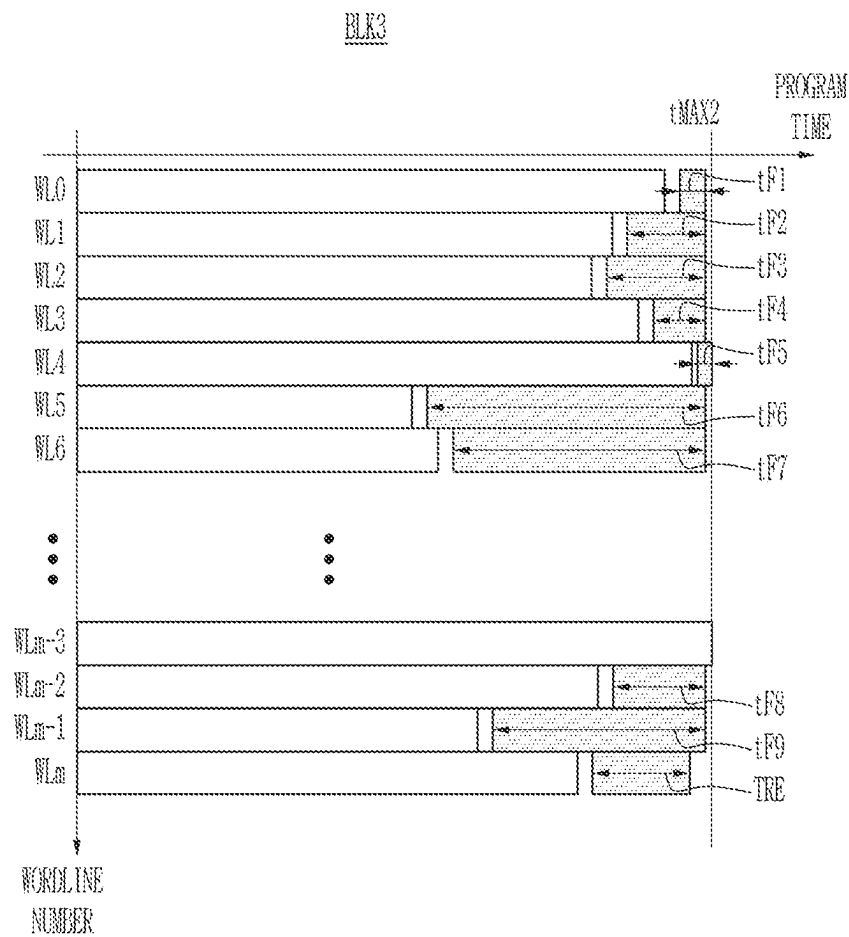 BLK3
PROGRAM
TIME
tMAX2
WL0
tF1
WL1
tF2
WL2
tF3
WL3
tF4
WL4
tF5
WL5
tF6
WL6
tF7
WLm-3
WLm-2
tF8
WLm-1
tF9
WLm
TRE
WORDLINE
NUMBER